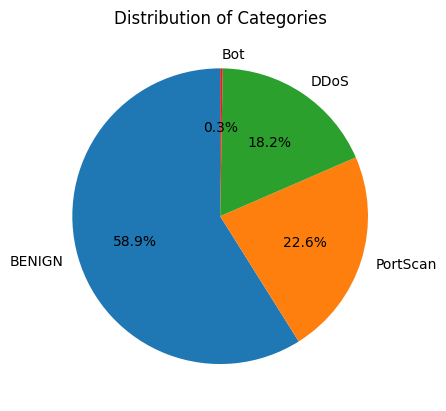 Distribution of Categories
Bot
0.3%
DDoS
18.2%
58.9%
BENIGN
22.6%
PortScan